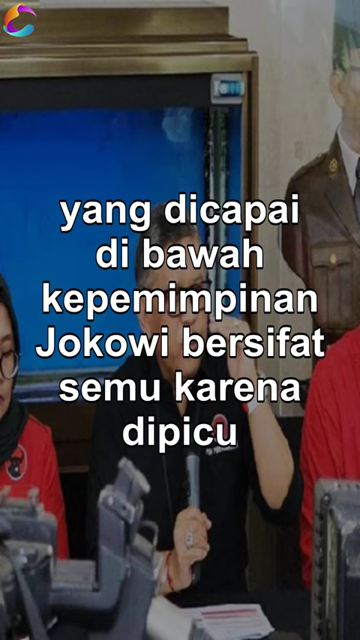 yang dicapai
di bawah
kepemimpinan
Jokowi bersifat
semu karena
dipicu